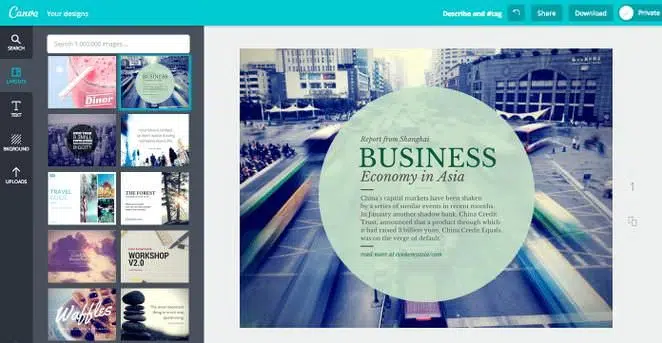 Canva
Your designs
Describe and #tag
Share
Download
Private
SEARCH
LAYOUTS
TEXT
BKGROUND
UPLOADS
Search 1,000,000 images...
Diner
BUSINESS
TRAVEL
THE FOREST
WORKSHOP
V2.0
Waffles
Report from Shanghai
BUSINESS
Economy in Asia
China's capital markets have been shaken
by a series of similar events in recent months.
In January another shadow bank, China Credit
Trust, announced that a product through which
it had raised 3 billion yuan, China Credit Equals
was on the verge of default.
read more at economyasia.com
1